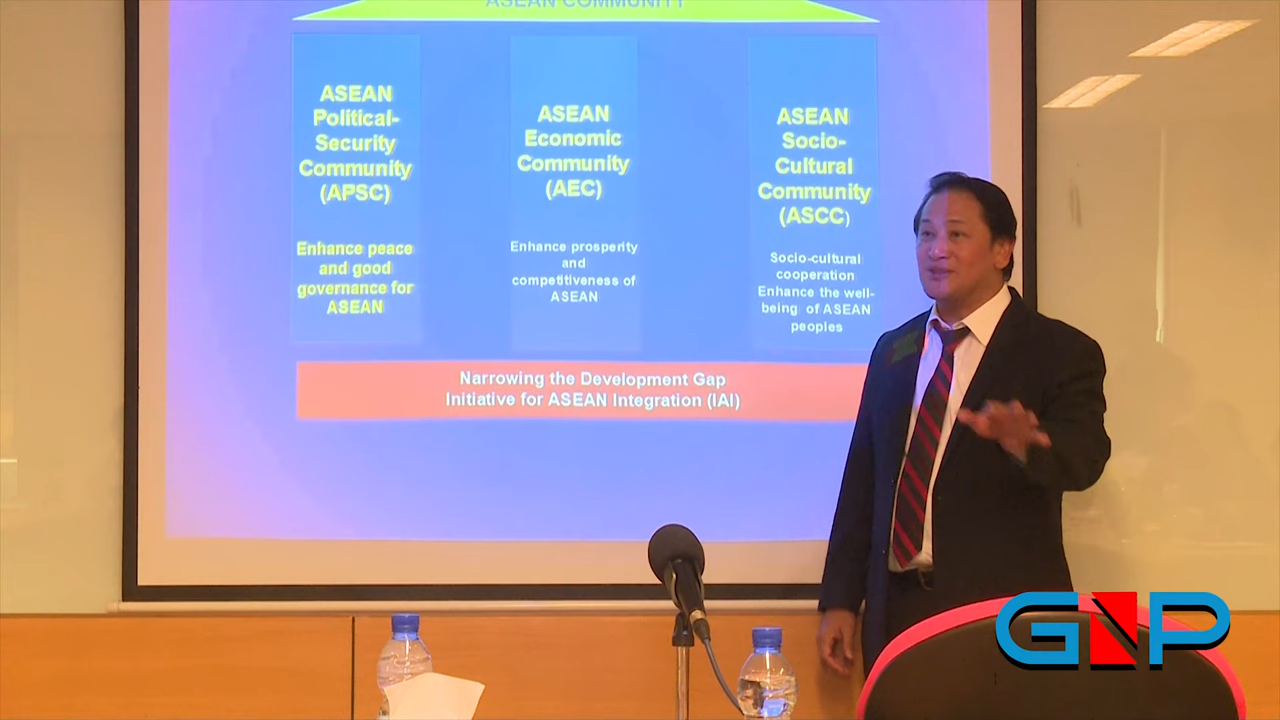 ASEAN COMMUNITY
ASEAN
Political-
Security
Community
(APSC)
Enhance peace
and good
governance for
ASEAN
ASEAN
Economic
Community
(AEC)
Enhance prosperity
and
competitiveness of
ASEAN
ASEAN
Socio-
Cultural
Community
(ASCC)
Socio-cultural
cooperation
Enhance the well-
being of ASEAN
peoples
Narrowing the Development Gap
Initiative for ASEAN Integration (IAI)
GNP